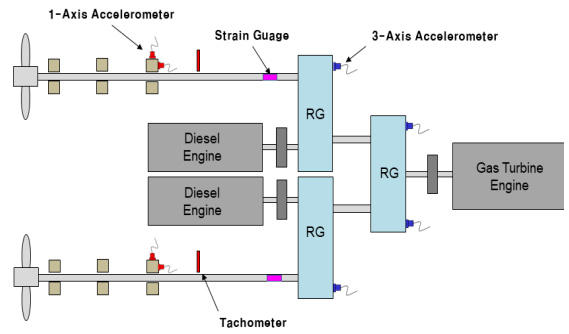 1-Axis Accelerometer
Strain Guage
3-Axis Accelerometer
RG
Diesel
Engine
RG
Gas Turbine
Engine
Diesel
Engine
RG
Tachometer